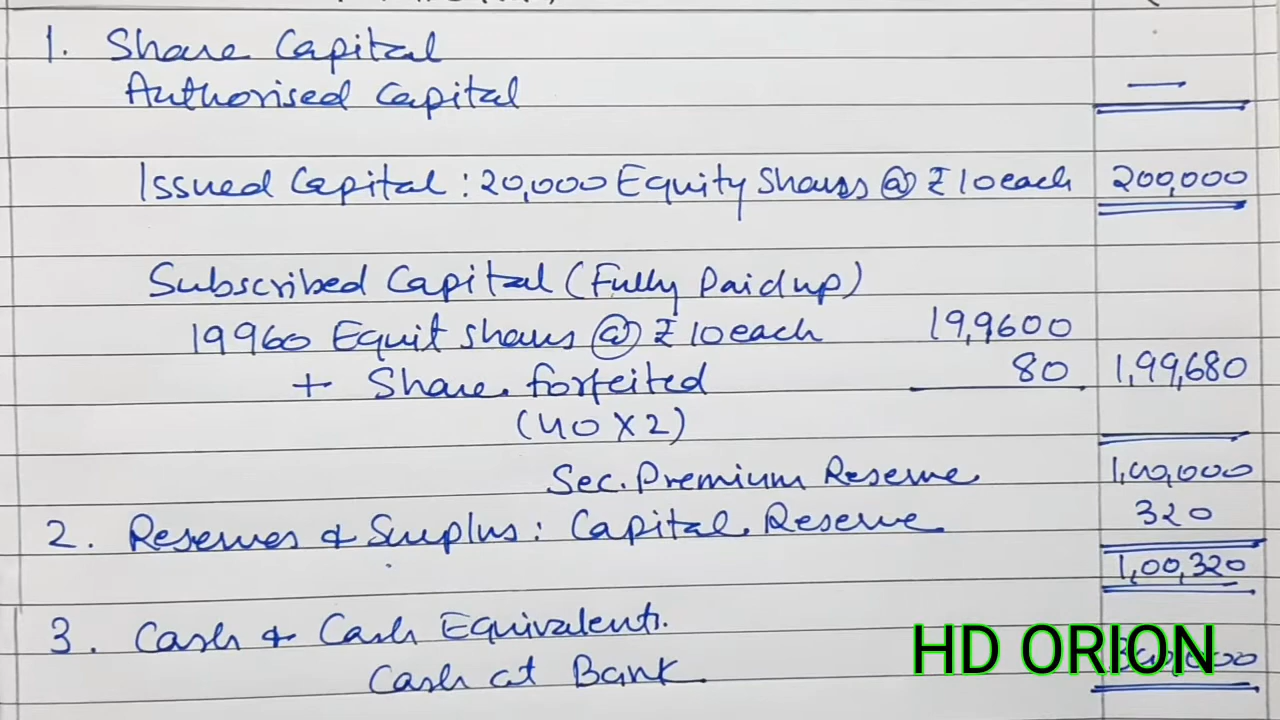 1. Share Capital
Authorised Capital —
Issued Capital : 20,000 Equity Shares @ ₹ 10 each 200,000
Subscribed Capital (Fully Paid up)
19960 Equit shares @ ₹ 10 each 19,9600
+ Share forfeited 80 1,99,680
(40 X 2)
Sec. Premium Reserve 1,00,000
2. Reserves & Surplus : Capital Reserve 320
1,00,320
3. Cash & Cash Equivalents.
Cash at Bank
HD ORION